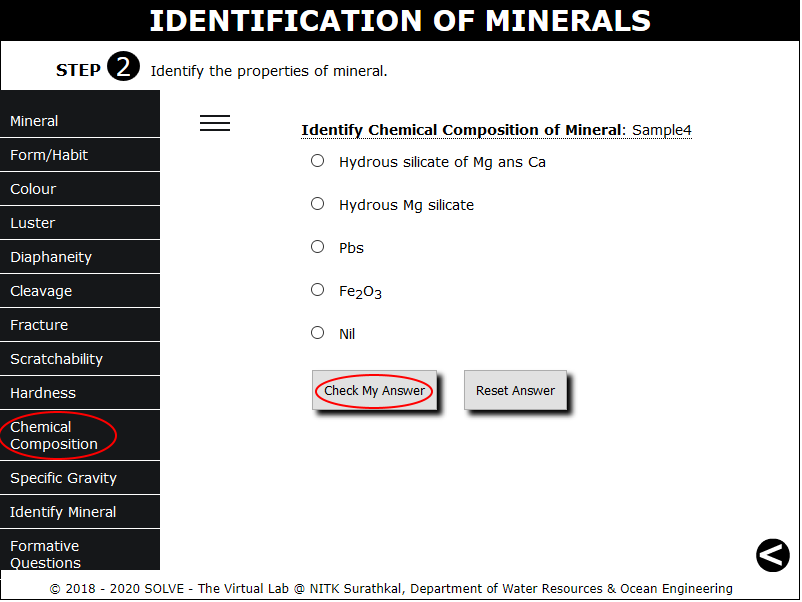 IDENTIFICATION OF MINERALS
STEP 2 Identify the properties of mineral.
Mineral
Form/Habit
Colour
Luster
Diaphaneity
Cleavage
Fracture
Scratchability
Hardness
Chemical
Composition
Specific Gravity
Identify Mineral
Formative
Questions
Identify Chemical Composition of Mineral: Sample4
Hydrous silicate of Mg ans Ca
Hydrous Mg silicate
Pbs
Fe₂O₃
Nil
Check My Answer
Reset Answer
© 2018 - 2020 SOLVE - The Virtual Lab @ NITK Surathkal, Department of Water Resources & Ocean Engineering